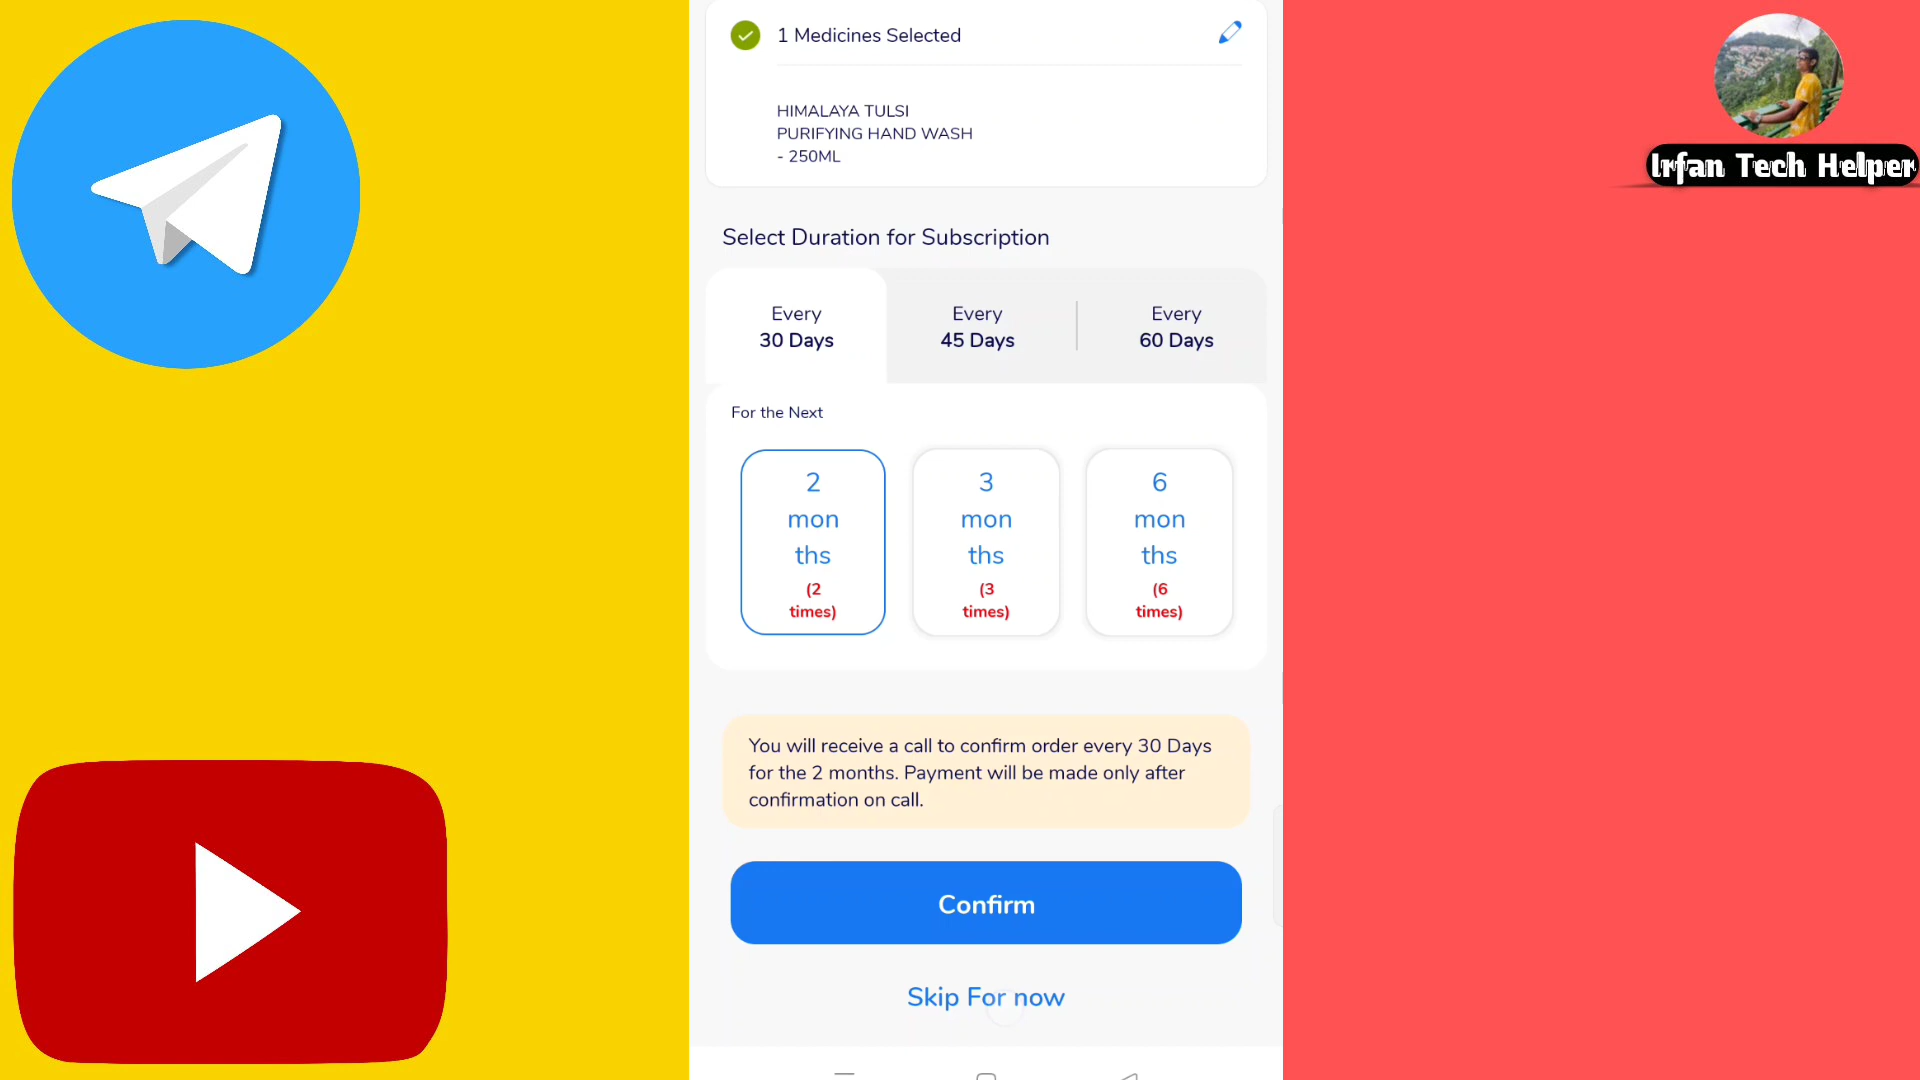 1 Medicines Selected
HIMALAYA TULSI
PURIFYING HAND WASH
- 250ML
Irfan Tech Helper
Select Duration for Subscription
Every
30 Days
Every
45 Days
Every
60 Days
For the Next
2
mon
ths
(2
times)
3
mon
ths
(3
times)
6
mon
ths
(6
times)
You will receive a call to confirm order every 30 Days
for the 2 months. Payment will be made only after
confirmation on call.
Confirm
Skip For now